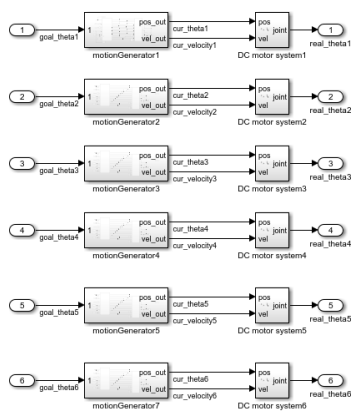 1 goal_theta1 1 pos_out vel_out motionGenerator1 cur_theta1 cur_velocity1 pos vel joint DC motor system1 1 real_theta1
2 goal_theta2 1 pos_out vel_out motionGenerator2 cur_theta2 cur_velocity2 pos vel joint DC motor system2 2 real_theta2
3 goal_theta3 1 pos_out vel_out motionGenerator3 cur_theta3 cur_velocity3 pos vel joint DC motor system3 3 real_theta3
4 goal_theta4 1 pos_out vel_out motionGenerator4 cur_theta4 cur_velocity4 pos vel joint DC motor system4 4 real_theta4
5 goal_theta5 1 pos_out vel_out motionGenerator5 cur_theta5 cur_velocity5 pos vel joint DC motor system5 5 real_theta5
6 goal_theta6 1 pos_out vel_out motionGenerator7 cur_theta6 cur_velocity6 pos vel joint DC motor system6 6 real_theta6